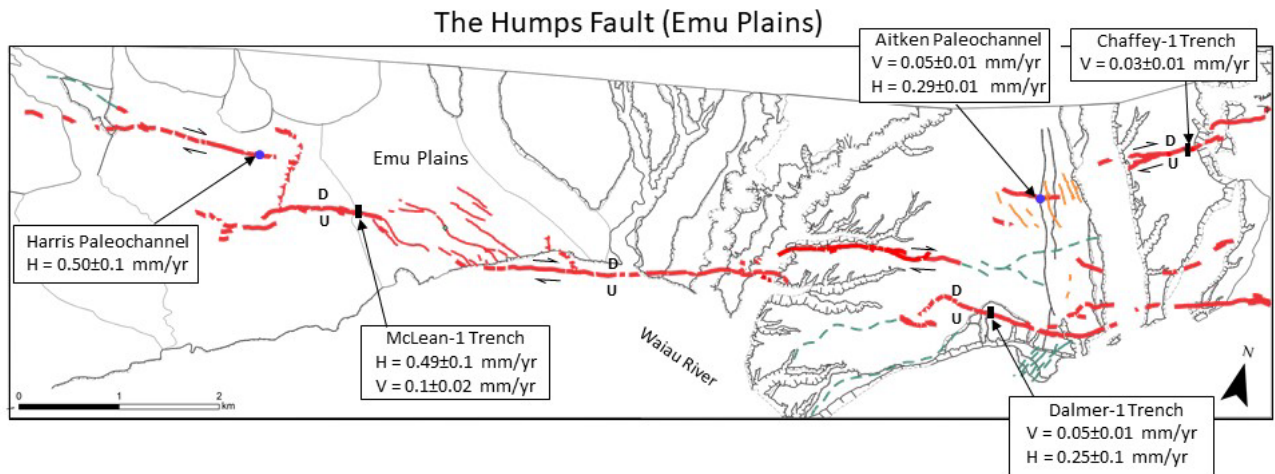 The Humps Fault (Emu Plains)
Aitken Paleochannel
V = 0.05±0.01 mm/yr
H = 0.29±0.01 mm/yr
Chaffey-1 Trench
V = 0.03±0.01 mm/yr
Emu Plains
D
U
D
U
Harris Paleochannel
H = 0.50±0.1 mm/yr
D
U
D
U
McLean-1 Trench
H = 0.49±0.1 mm/yr
V = 0.1±0.02 mm/yr
Waiau River
N
0 1 2
km
Dalmer-1 Trench
V = 0.05±0.01 mm/yr
H = 0.25±0.1 mm/yr